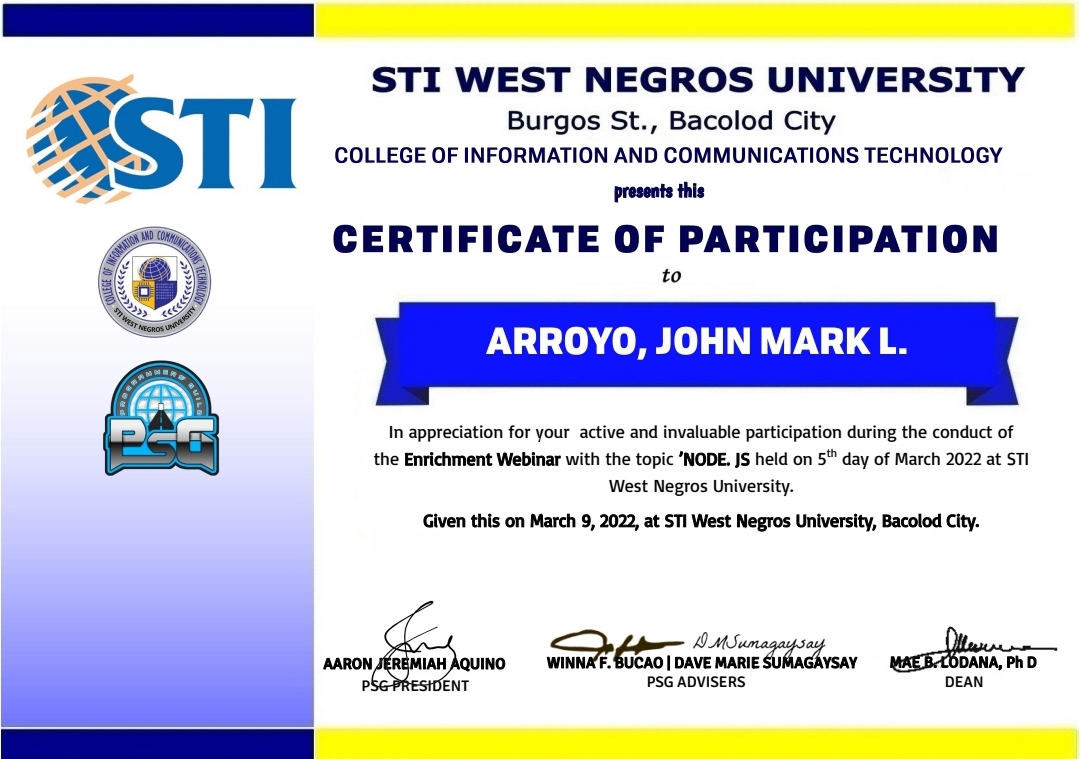 STI
STI WEST NEGROS UNIVERSITY
Burgos St., Bacolod City
COLLEGE OF INFORMATION AND COMMUNICATIONS TECHNOLOGY
presents this
CERTIFICATE OF PARTICIPATION
to
COLLEGE OF INFORMATION AND COMMUNICATIONS TECHNOLOGY
STI WEST NEGROS UNIVERSITY
ARROYO, JOHN MARK L.
PROGRAMMERS' GUILD
PSG
In appreciation for your active and invaluable participation during the conduct of
the Enrichment Webinar with the topic ’NODE. JS held on 5th day of March 2022 at STI
West Negros University.
Given this on March 9, 2022, at STI West Negros University, Bacolod City.
DMSumagaysay
AARON JEREMIAH AQUINO
PSG PRESIDENT
WINNA F. BUCAO | DAVE MARIE SUMAGAYSAY
PSG ADVISERS
MAE B. LODANA, Ph D
DEAN